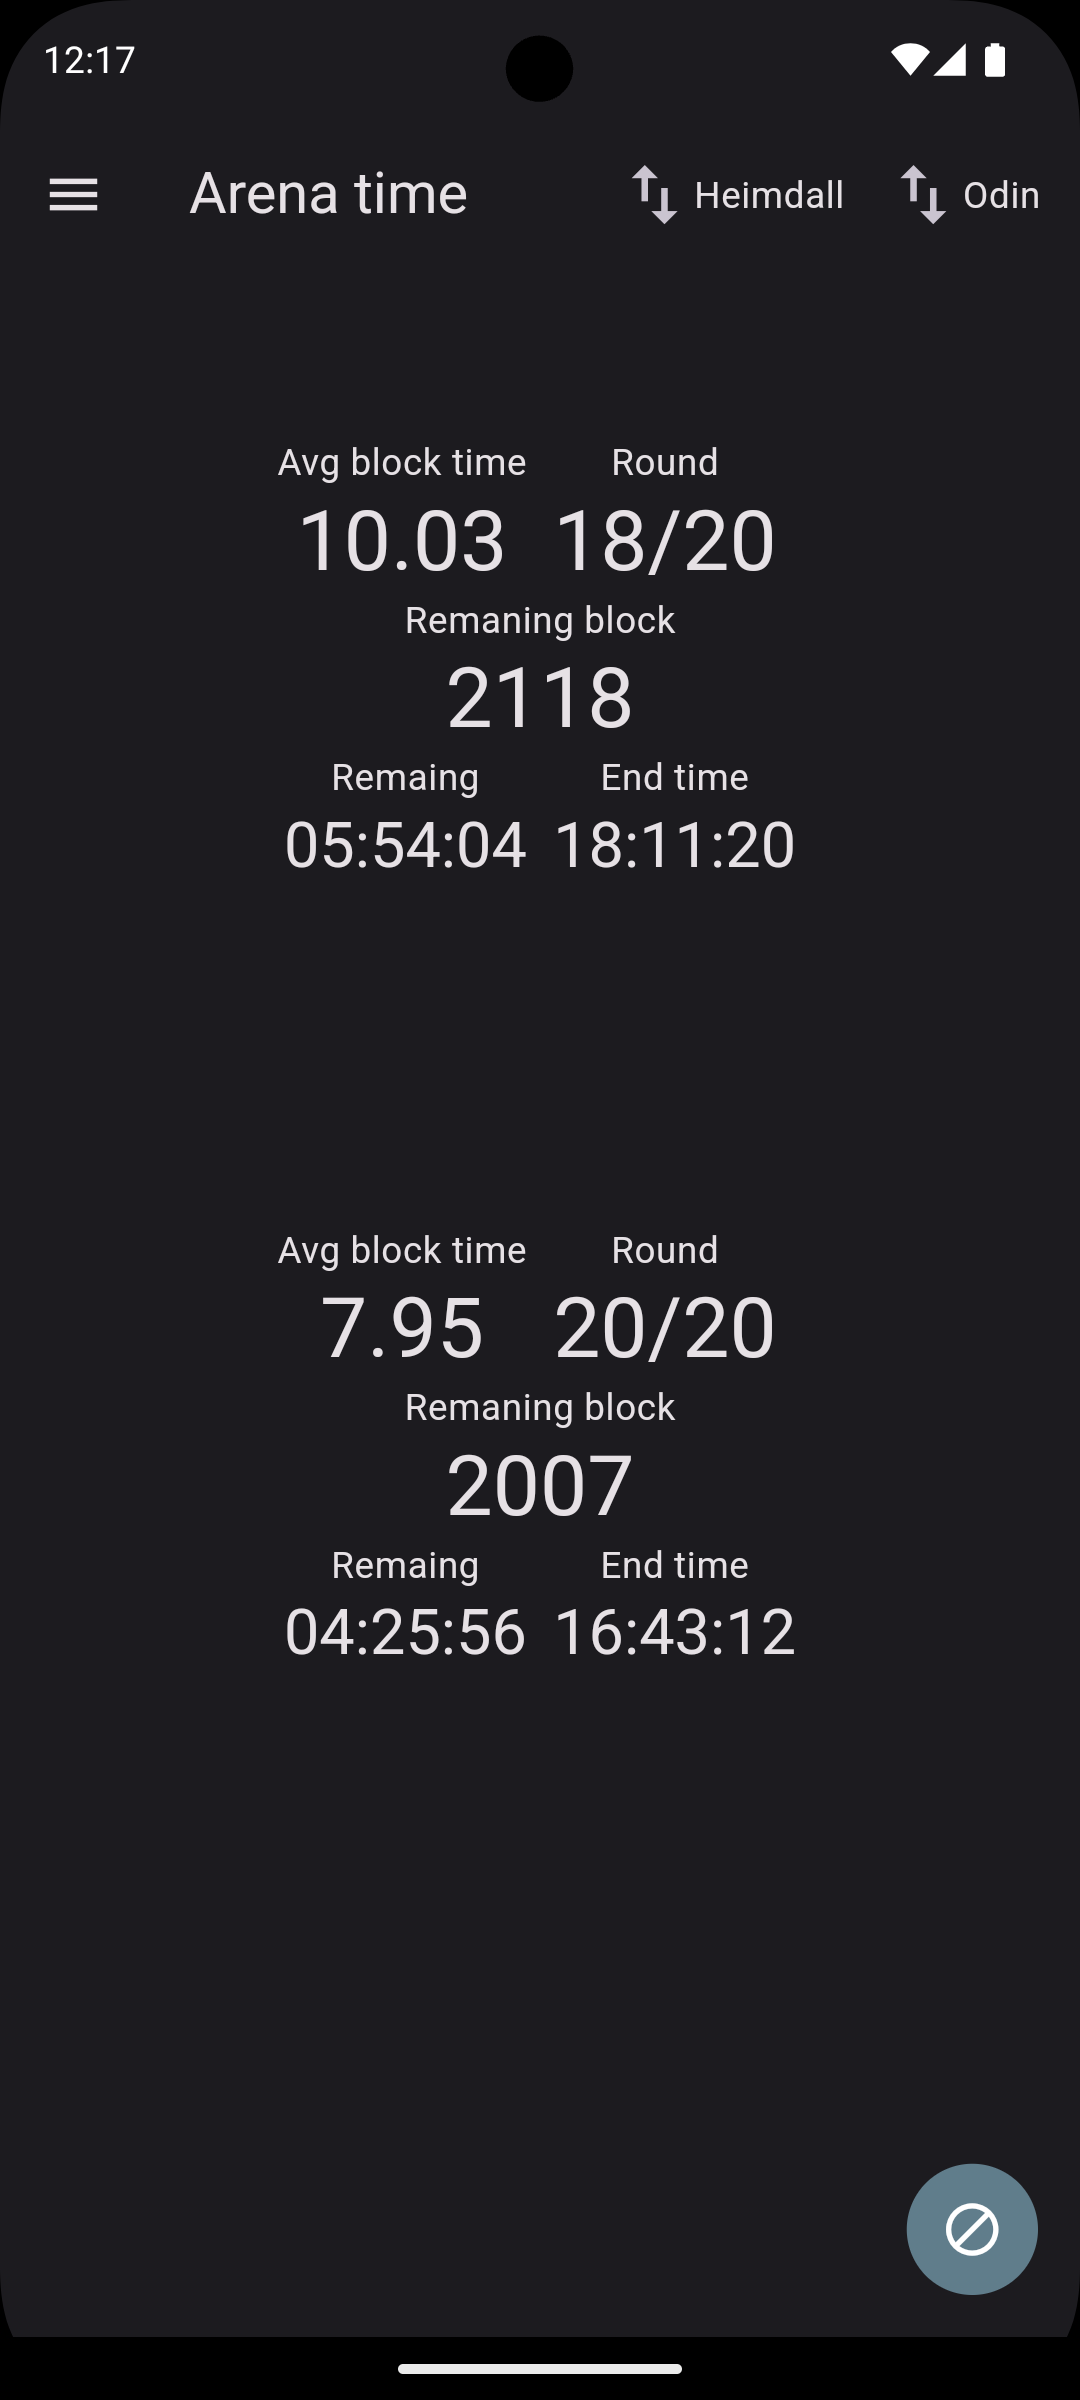 12:17
Arena time Heimdall Odin
Avg block time Round
10.03 18/20
Remaning block
2118
Remaing End time
05:54:04 18:11:20
Avg block time Round
7.95 20/20
Remaning block
2007
Remaing End time
04:25:56 16:43:12